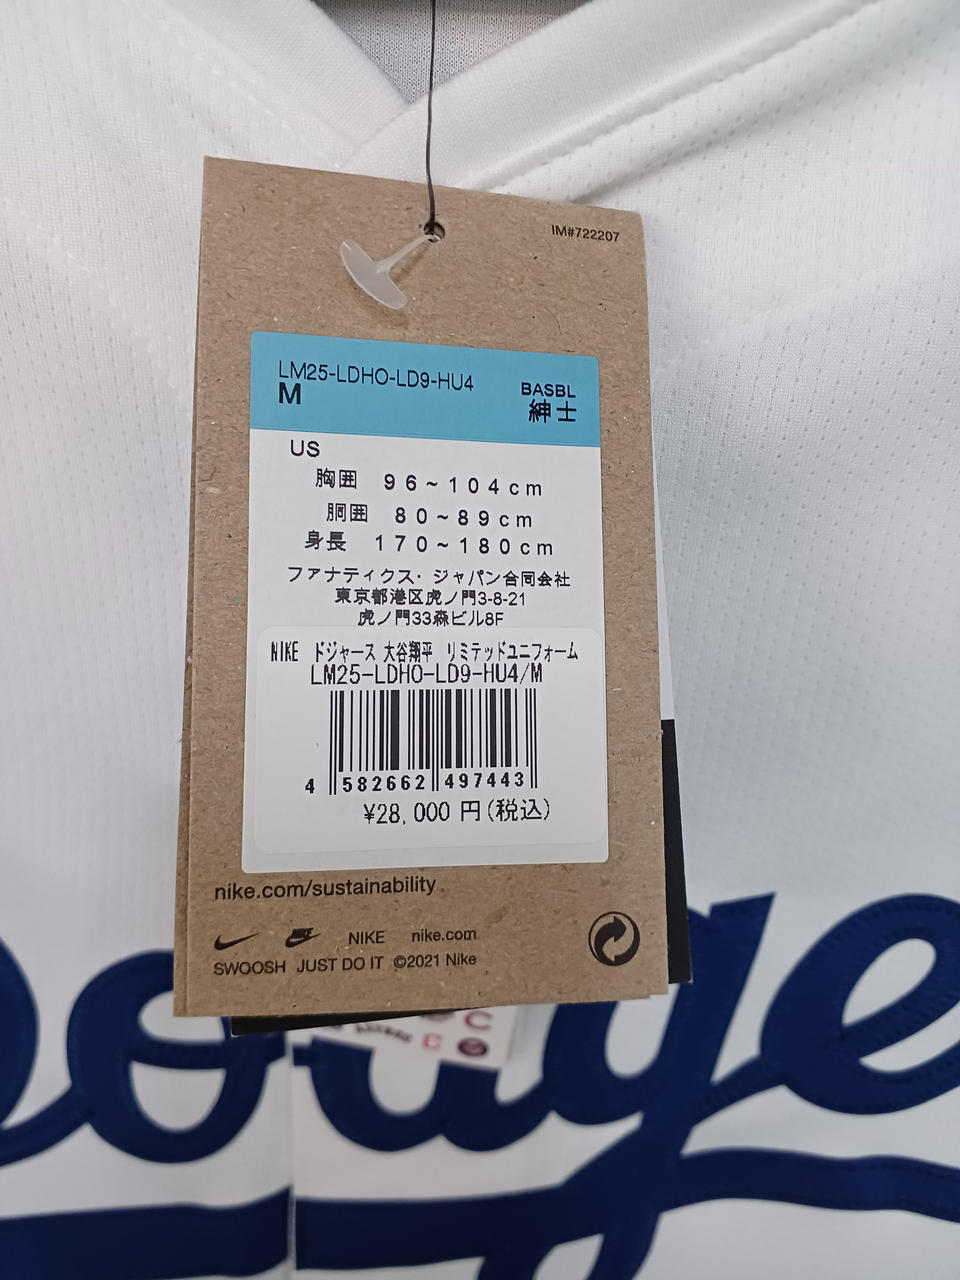 IM#722207
LM25-LDHO-LD9-HU4
M
BASBL
紳士
US
胸囲 96~104cm
胴囲 80~89cm
身長 170~180cm
ファナティクス・ジャパン合同会社
東京都港区虎ノ門3-8-21
虎ノ門33森ビル8F
NIKE ドジャース 大谷翔平 リミテッドユニフォーム
LM25-LDHO-LD9-HU4/M
4 582662 497443
¥28,000 円(税込)
nike.com/sustainability
NIKE nike.com
SWOOSH JUST DO IT ©2021 Nike